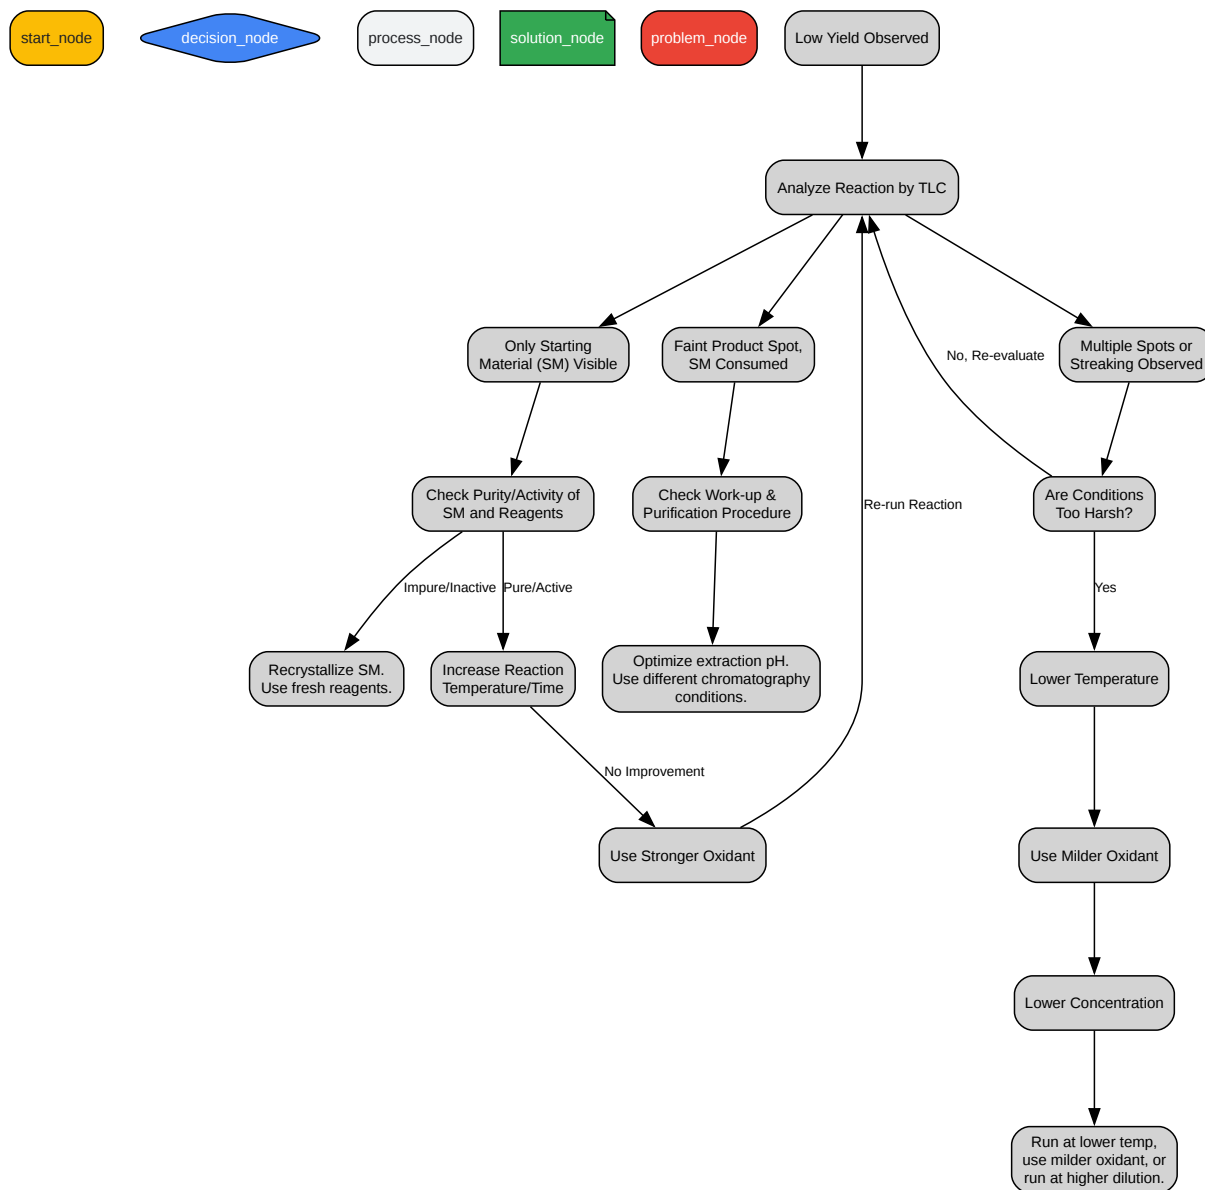 start_node
decision_node
process_node
solution_node
problem_node
Low Yield Observed
Analyze Reaction by TLC
Only Starting
Material (SM) Visible
Faint Product Spot,
SM Consumed
No, Re-evaluate
Multiple Spots or
Streaking Observed
Check Purity/Activity of
SM and Reagents
Check Work-up &
Purification Procedure
Re-run Reaction
Are Conditions
Too Harsh?
Impure/Inactive
Pure/Active
Yes
Recrystallize SM.
Use fresh reagents.
Increase Reaction
Temperature/Time
Optimize extraction pH.
Use different chromatography
conditions.
Lower Temperature
No Improvement
Use Stronger Oxidant
Use Milder Oxidant
Lower Concentration
Run at lower temp,
use milder oxidant, or
run at higher dilution.